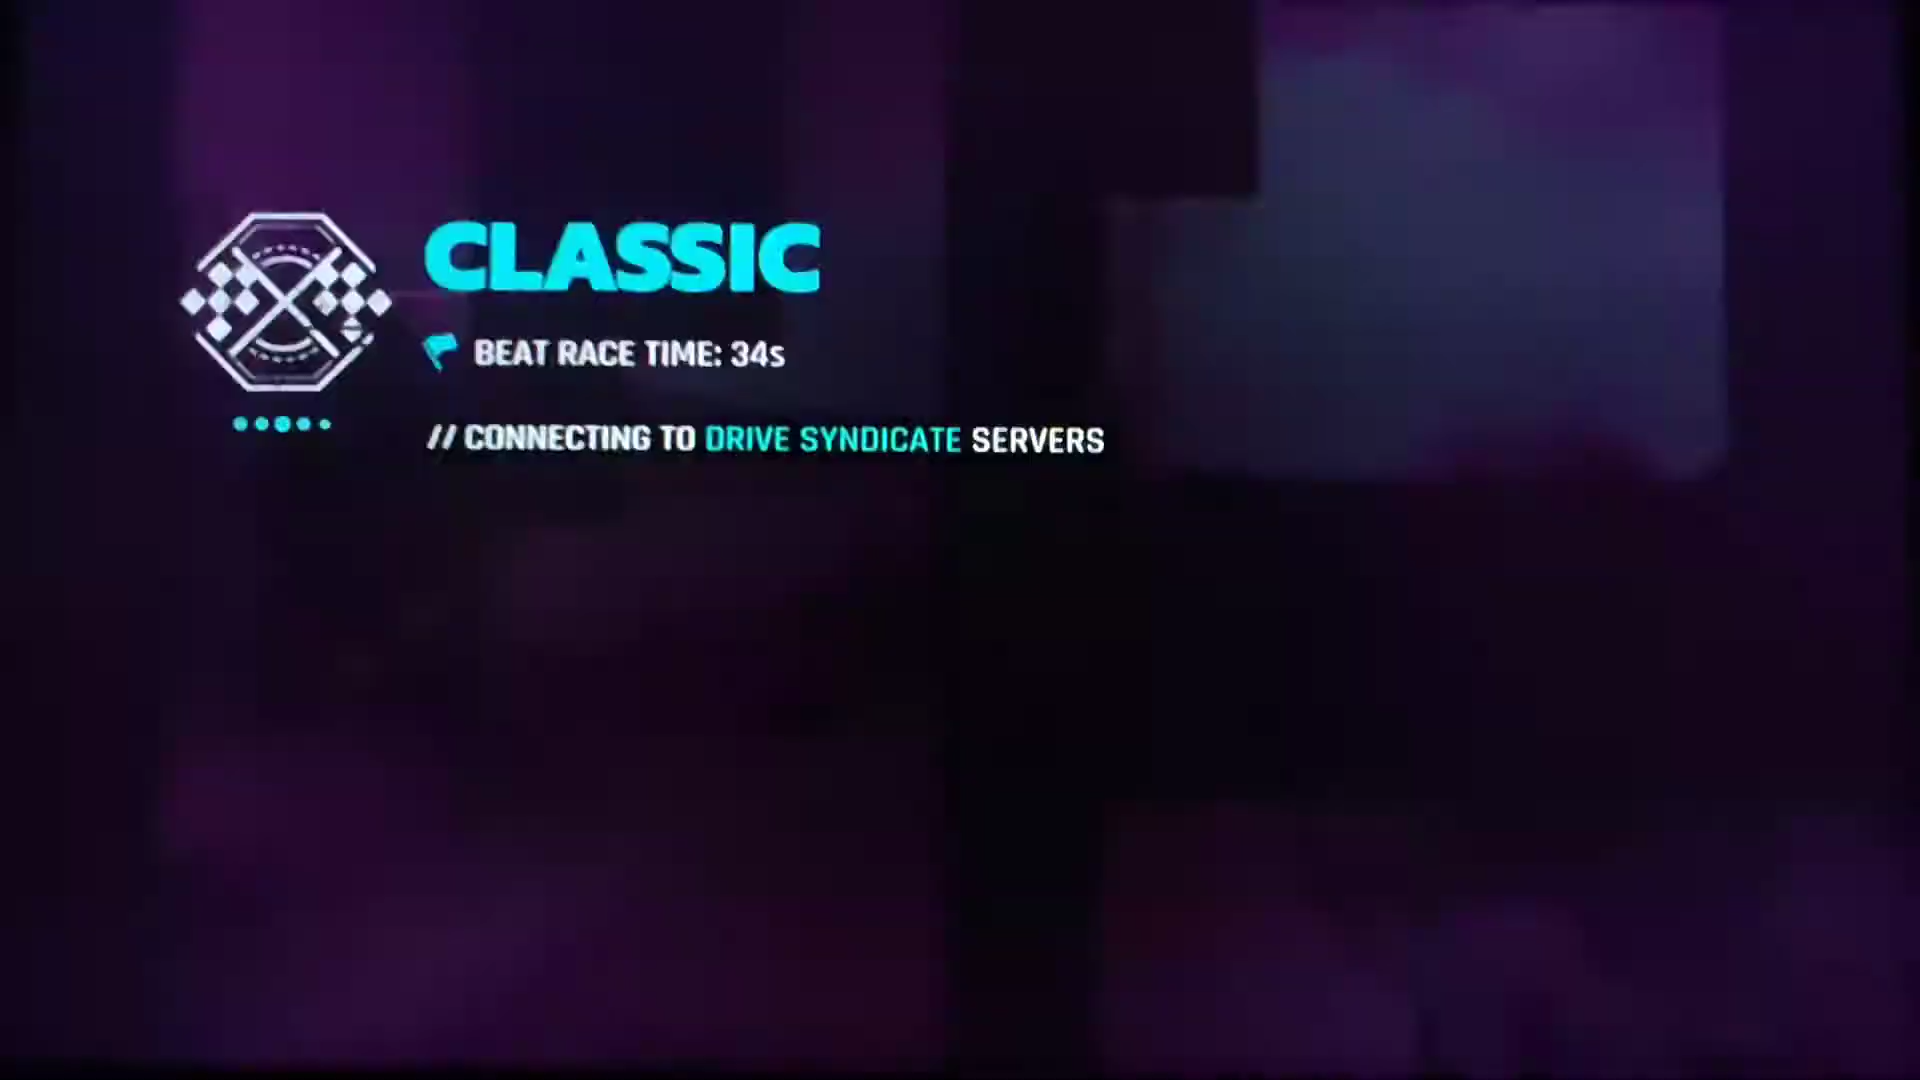 CLASSIC
BEAT RACE TIME: 34s
// CONNECTING TO DRIVE SYNDICATE SERVERS